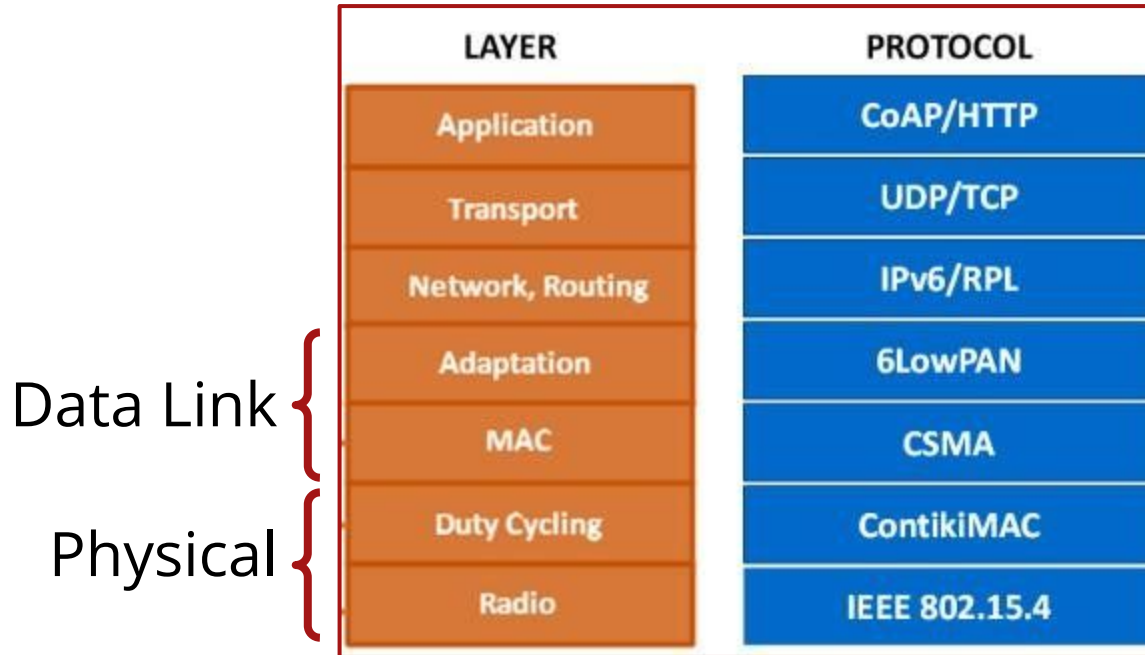 LAYER PROTOCOL
Application CoAP/HTTP
Transport UDP/TCP
Network, Routing IPv6/RPL
Adaptation 6LowPAN
Data Link
MAC CSMA
Duty Cycling ContikiMAC
Physical
Radio IEEE 802.15.4